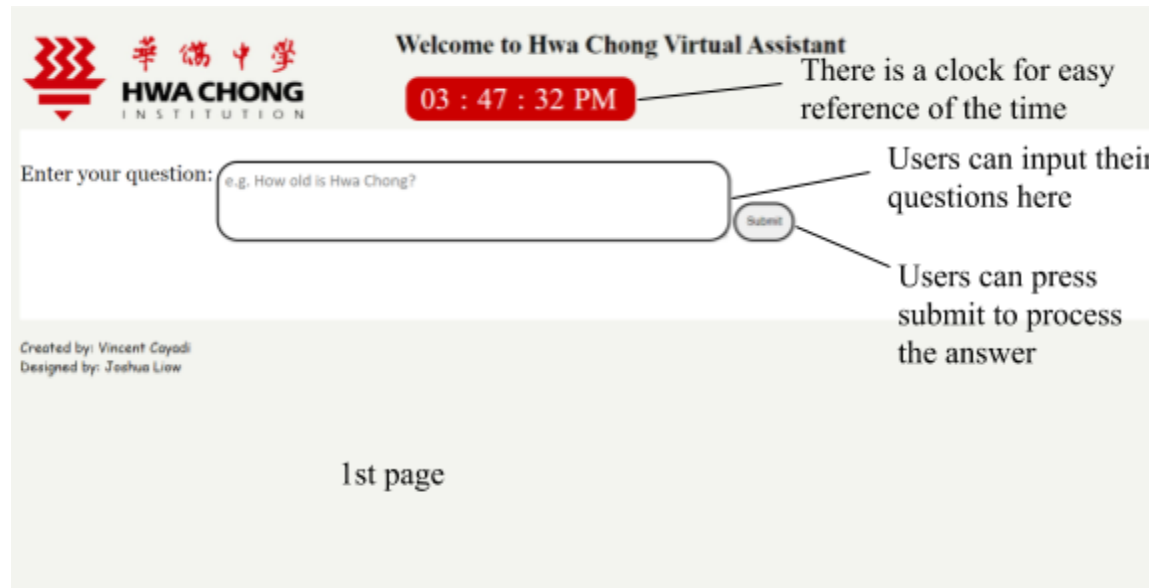 華僑中學
HWA CHONG
INSTITUTION
Welcome to Hwa Chong Virtual Assistant
03 : 47 : 32 PM
There is a clock for easy
reference of the time
Enter your question:
e.g. How old is Hwa Chong?
Submit
Users can input their
questions here
Users can press
submit to process
the answer
Created by: Vincent Cayadi
Designed by: Joshua Liow
1st page